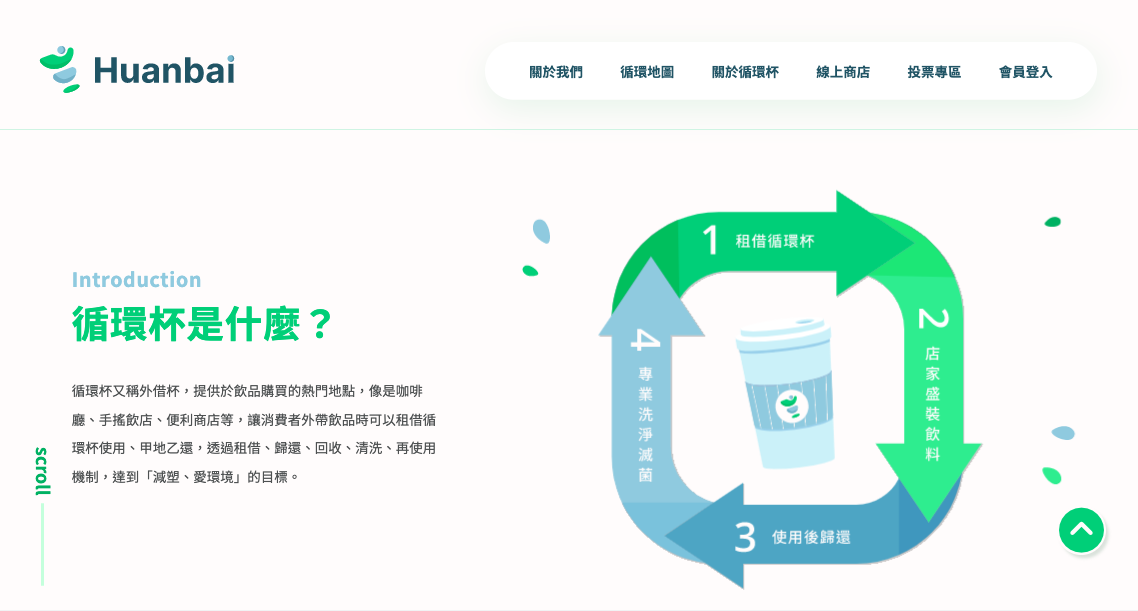 Huanbai
關於我們
循環地圖
關於循環杯
線上商店
投票專區
會員登入
Introduction
循環杯是什麼？
循環杯又稱外借杯，提供於飲品購買的熱門地點，像是咖啡
廳、手搖飲店、便利商店等，讓消費者外帶飲品時可以租借循
環杯使用、甲地乙還，透過租借、歸還、回收、清洗、再使用
機制，達到「減塑、愛環境」的目標。
scroll
1 租借循環杯
2 店家盛裝飲料
3 使用後歸還
4 專業洗淨滅菌